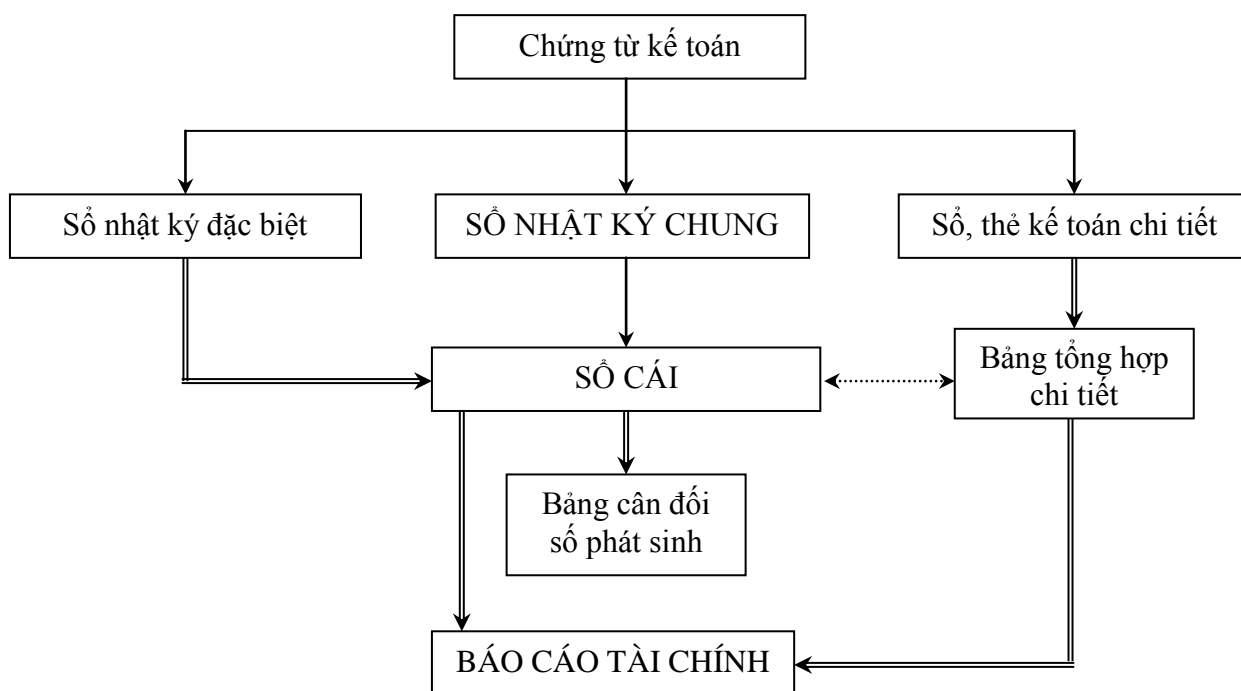 Chứng từ kế toán
Sổ nhật ký đặc biệt
SỔ NHẬT KÝ CHUNG
Sổ, thẻ kế toán chi tiết
SỔ CÁI
Bảng tổng hợp
chi tiết
Bảng cân đối
số phát sinh
BÁO CÁO TÀI CHÍNH